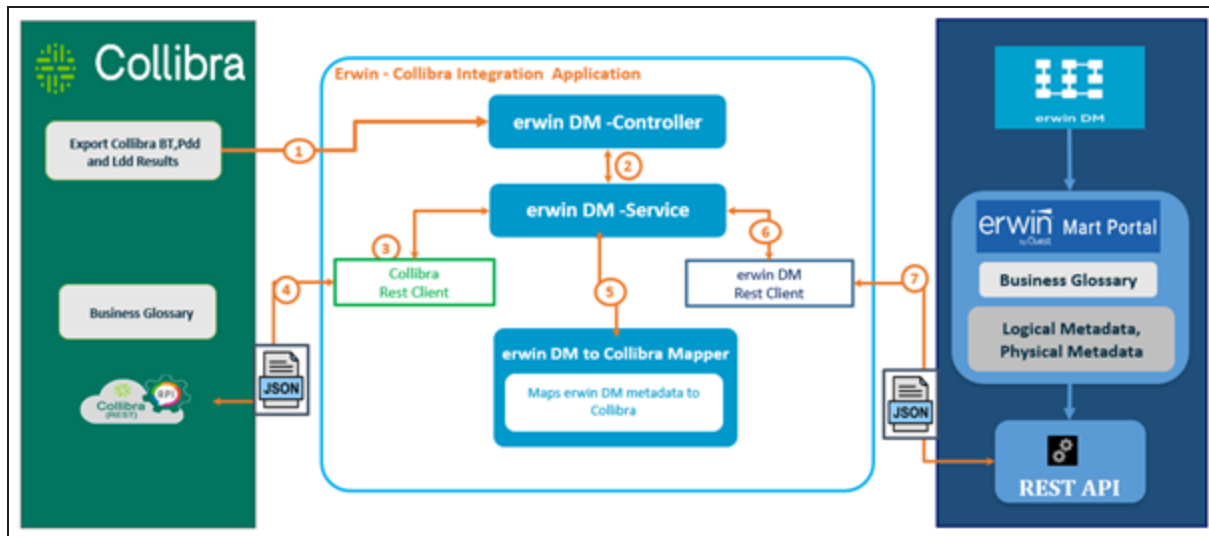 Collibra
Export Collibra BT,Pdd
and Ldd Results
Business Glossary
Collibra
(REST)
API
JSON
Erwin - Collibra Integration Application
erwin DM -Controller
erwin DM -Service
Collibra
Rest Client
erwin DM
Rest Client
erwin DM to Collibra Mapper
Maps erwin DM metadata to
Collibra
1
2
3
4
5
6
7
JSON
erwin DM
erwin
by Quest
Mart Portal
Business Glossary
Logical Metadata,
Physical Metadata
REST API